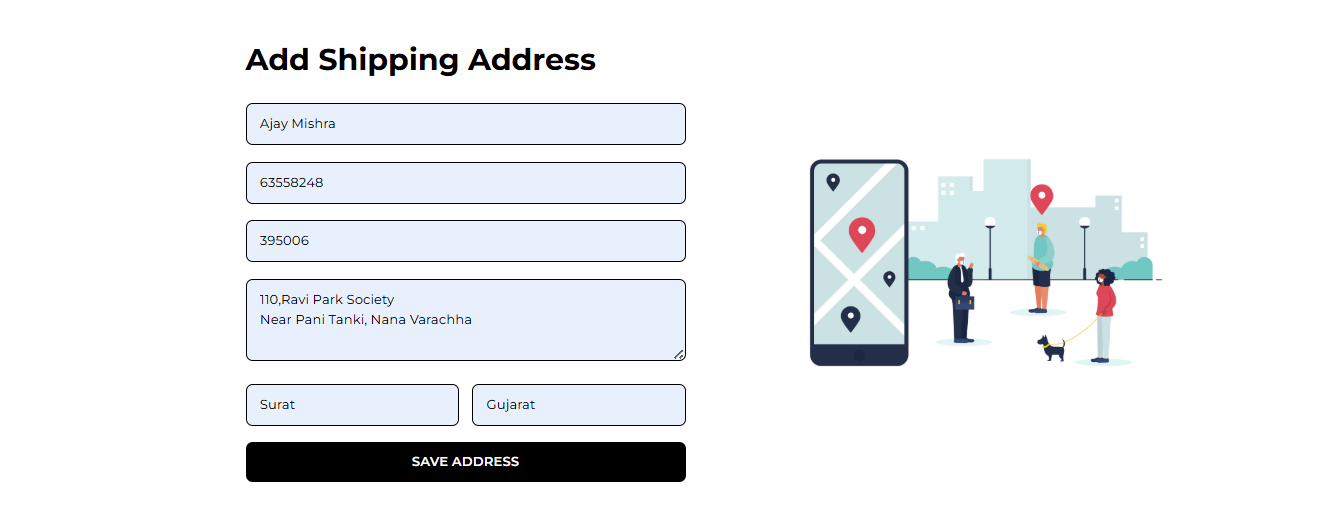 Add Shipping Address
Ajay Mishra
63558248
395006
110,Ravi Park Society
Near Pani Tanki, Nana Varachha
Surat
Gujarat
SAVE ADDRESS